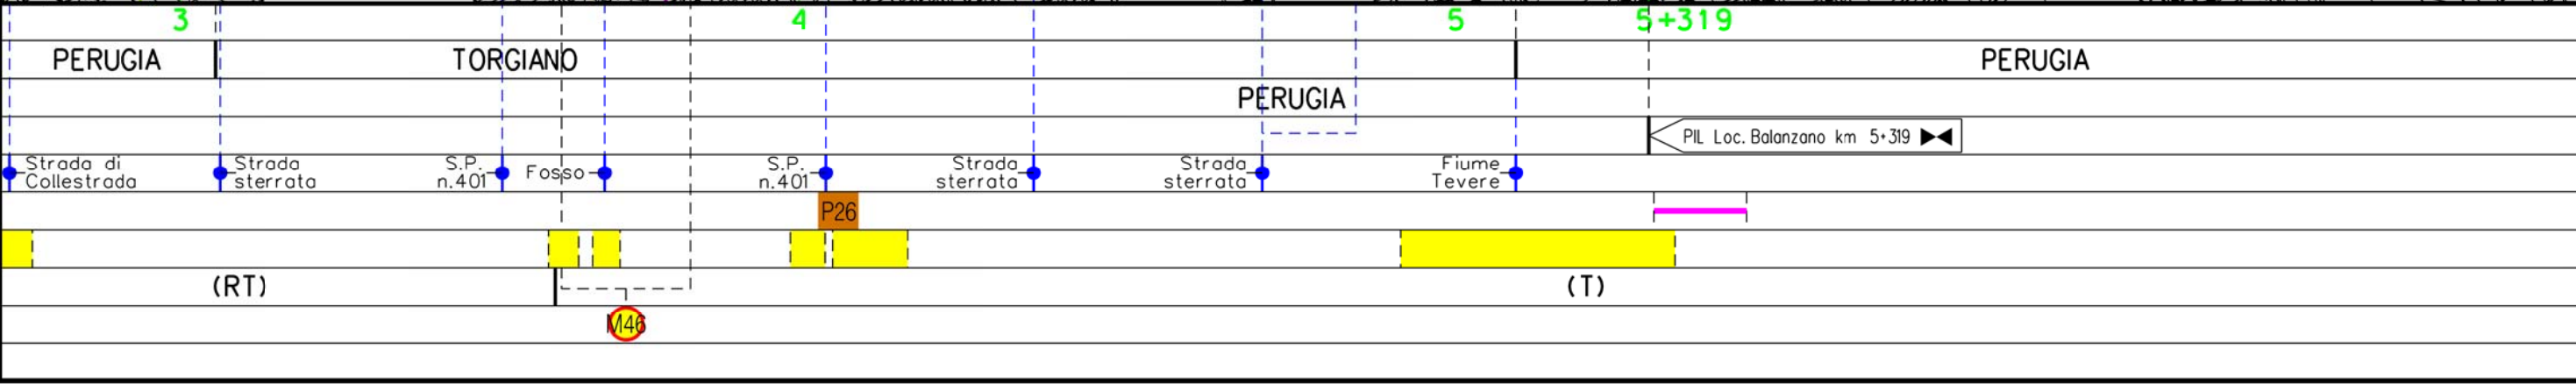 3 4 5 5+319
PERUGIA TORGIANO PERUGIA
PERUGIA
PIL Loc. Balanzano km 5+319
Strada di
Collestrada
Strada
sterrata
S.P.
n.401
Fosso
S.P.
n.401
Strada
sterrata
Strada
sterrata
Fiume
Tevere
P26
(RT) (T)
M46